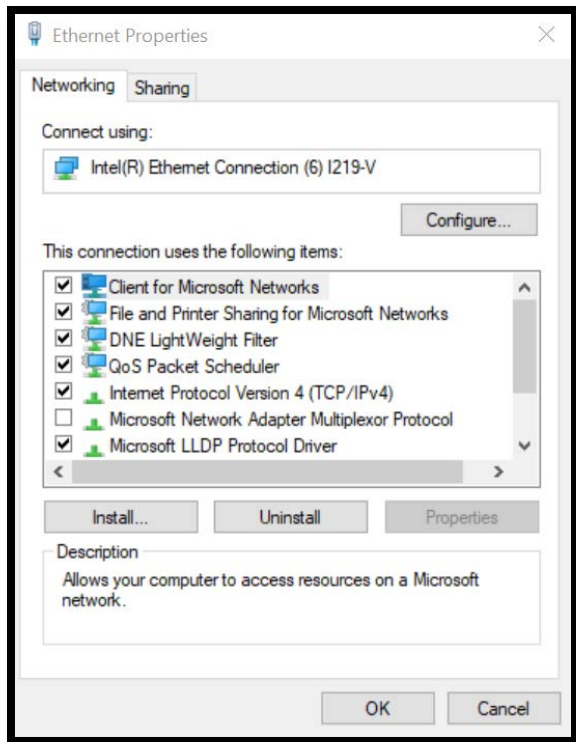 Ethernet Properties
Networking
Sharing
Connect using:
Intel(R) Ethernet Connection (6) I219-V
Configure...
This connection uses the following items:
Client for Microsoft Networks
File and Printer Sharing for Microsoft Networks
DNE LightWeight Filter
QoS Packet Scheduler
Internet Protocol Version 4 (TCP/IPv4)
Microsoft Network Adapter Multiplexor Protocol
Microsoft LLDP Protocol Driver
Install...
Uninstall
Properties
Description
Allows your computer to access resources on a Microsoft
network.
OK
Cancel